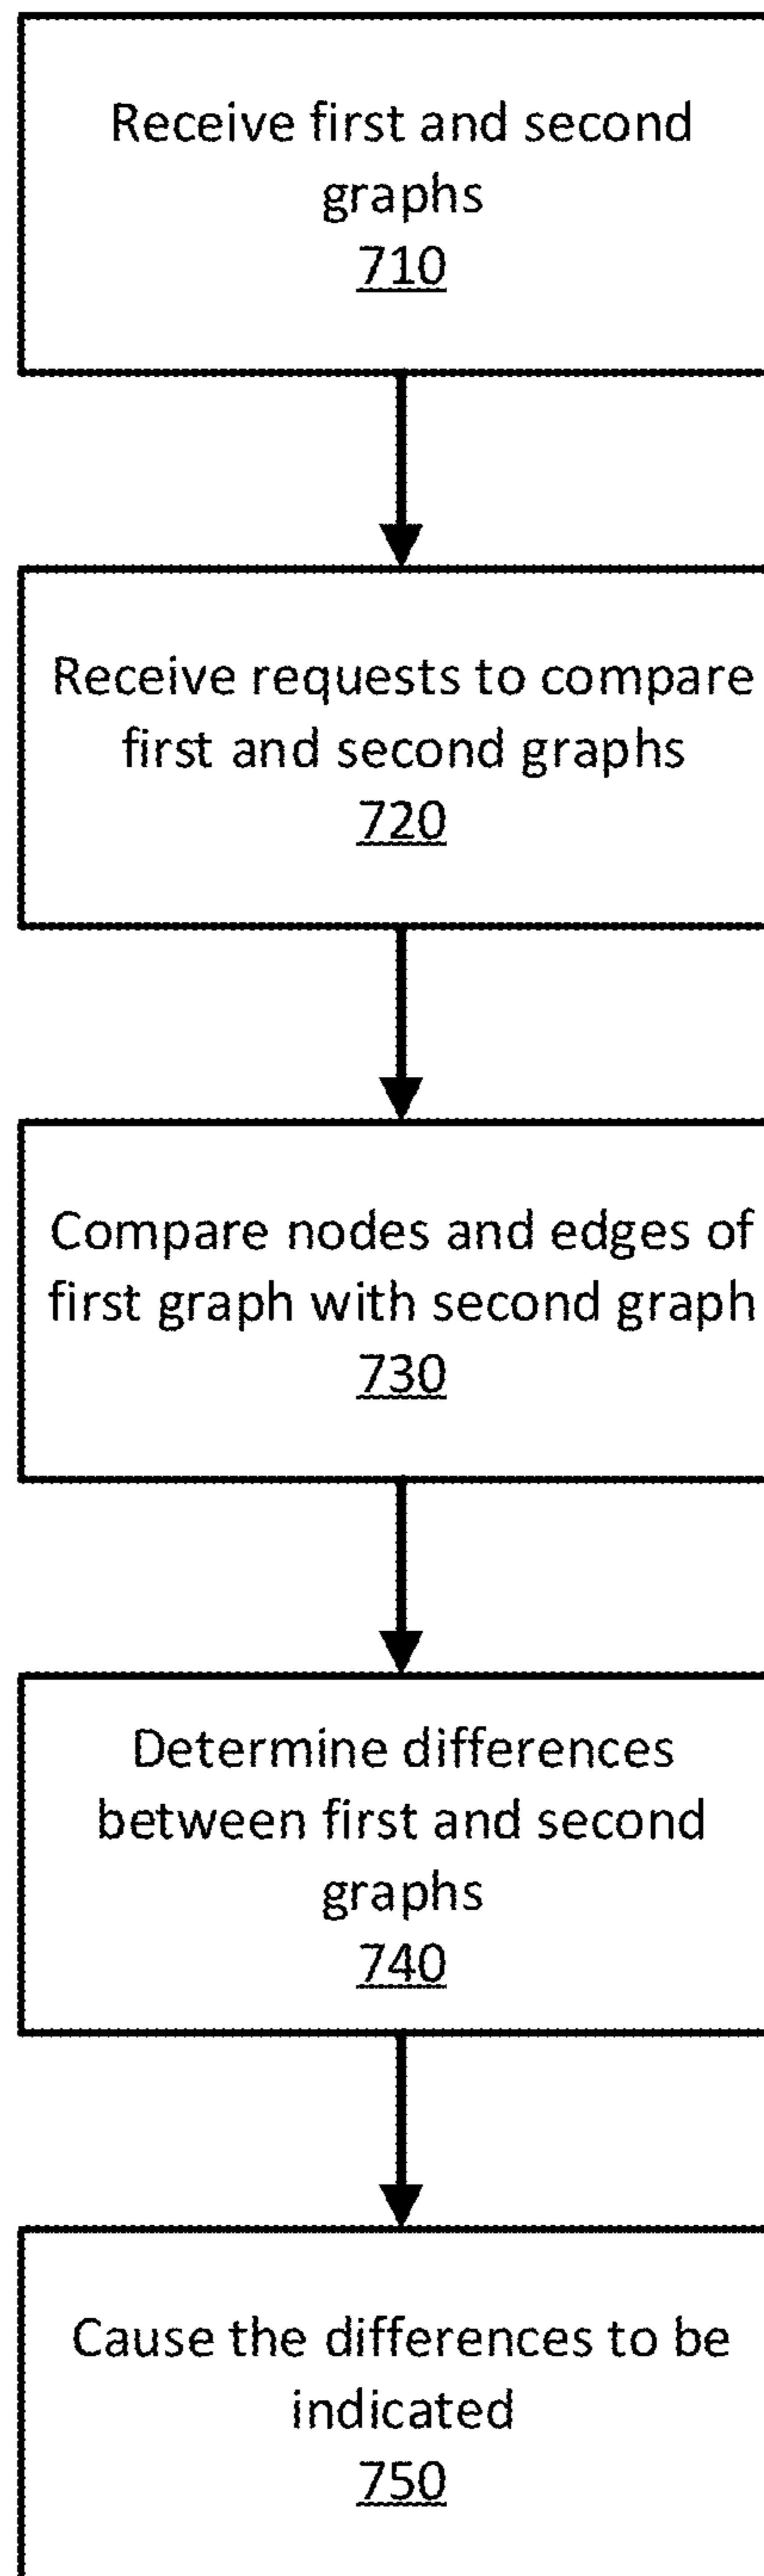 Receive first and second
graphs
710
Receive requests to compare
first and second graphs
720
Compare nodes and edges of
first graph with second graph
730
Determine differences
between first and second
graphs
740
Cause the differences to be
indicated
750